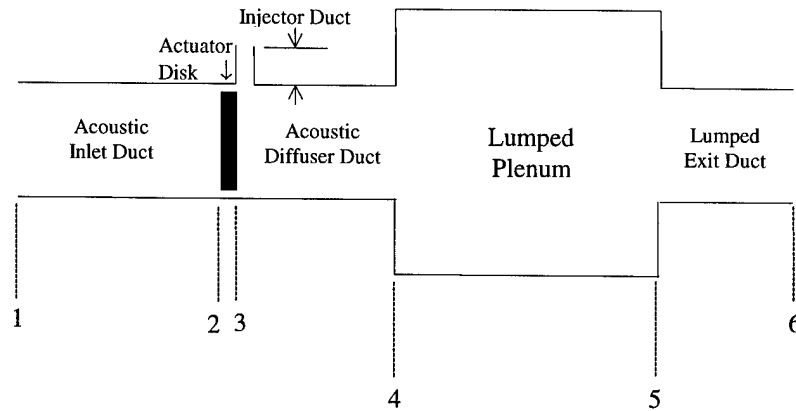 Injector Duct
Actuator
Disk
Acoustic
Inlet Duct
Acoustic
Diffuser Duct
Lumped
Plenum
Lumped
Exit Duct
1
2
3
4
5
6